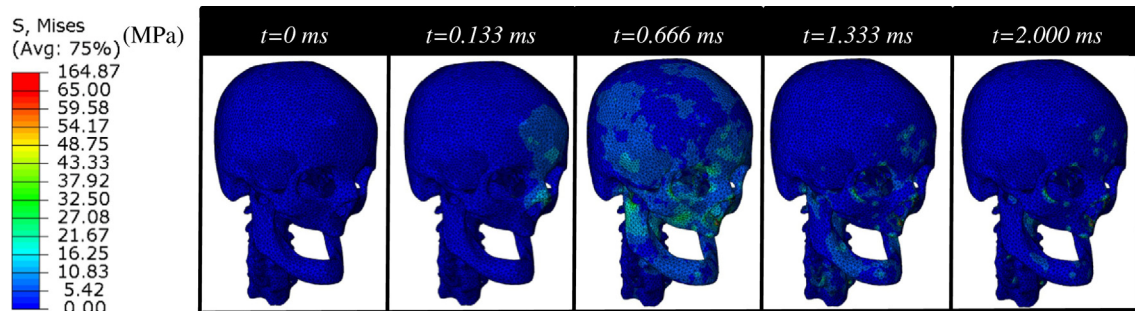 S, Mises
(Avg: 75%)
(MPa)
164.87
65.00
59.58
54.17
48.75
43.33
37.92
32.50
27.08
21.67
16.25
10.83
5.42
0.00
t=0 ms
t=0.133 ms
t=0.666 ms
t=1.333 ms
t=2.000 ms